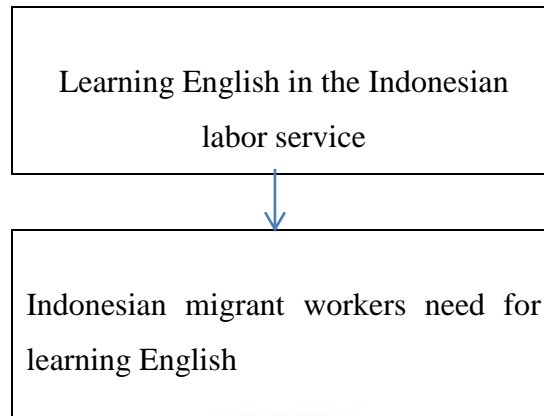 Learning English in the Indonesian
labor service
Indonesian migrant workers need for
learning English